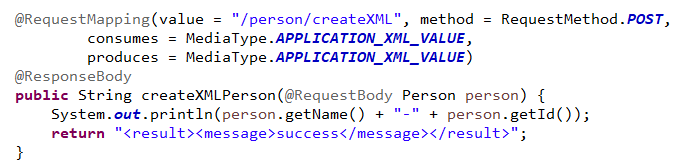 @RequestMapping(value = "/person/createXML", method = RequestMethod.POST,
consumes = MediaType.APPLICATION_XML_VALUE,
produces = MediaType.APPLICATION_XML_VALUE)
@ResponseBody
public String createXMLPerson(@RequestBody Person person) {
System.out.println(person.getName() + "-" + person.getId());
return "<result><message>success</message></result>";
}